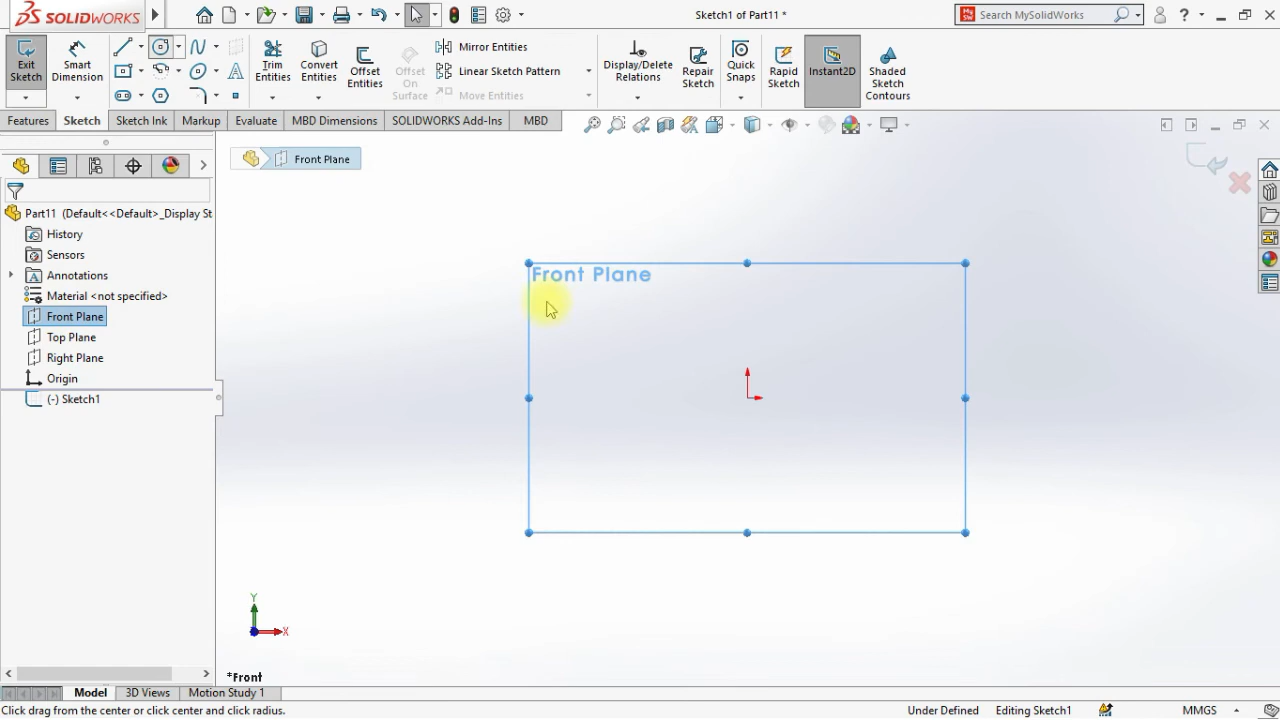 SOLIDWORKS
Sketch1 of Part11 *
Search MySolidWorks
Exit Sketch
Smart Dimension
Trim Entities
Convert Entities
Offset Entities
Offset On Surface
Mirror Entities
Linear Sketch Pattern
Move Entities
Display/Delete Relations
Repair Sketch
Quick Snaps
Rapid Sketch
Instant2D
Shaded Sketch Contours
Features
Sketch
Sketch Ink
Markup
Evaluate
MBD Dimensions
SOLIDWORKS Add-Ins
MBD
Front Plane
Part11 (Default<<Default>_Display St
History
Sensors
Annotations
Material <not specified>
Front Plane
Top Plane
Right Plane
Origin
(-) Sketch1
Front Plane
Y
X
*Front
Model
3D Views
Motion Study 1
Click drag from the center or click center and click radius.
Under Defined
Editing Sketch1
MMGS